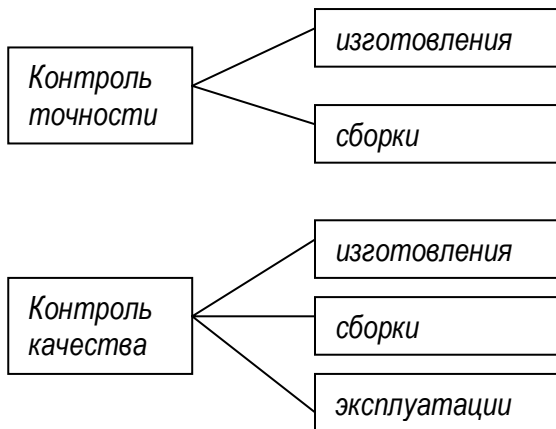 Контроль
точности
изготовления
сборки
Контроль
качества
изготовления
сборки
эксплуатации